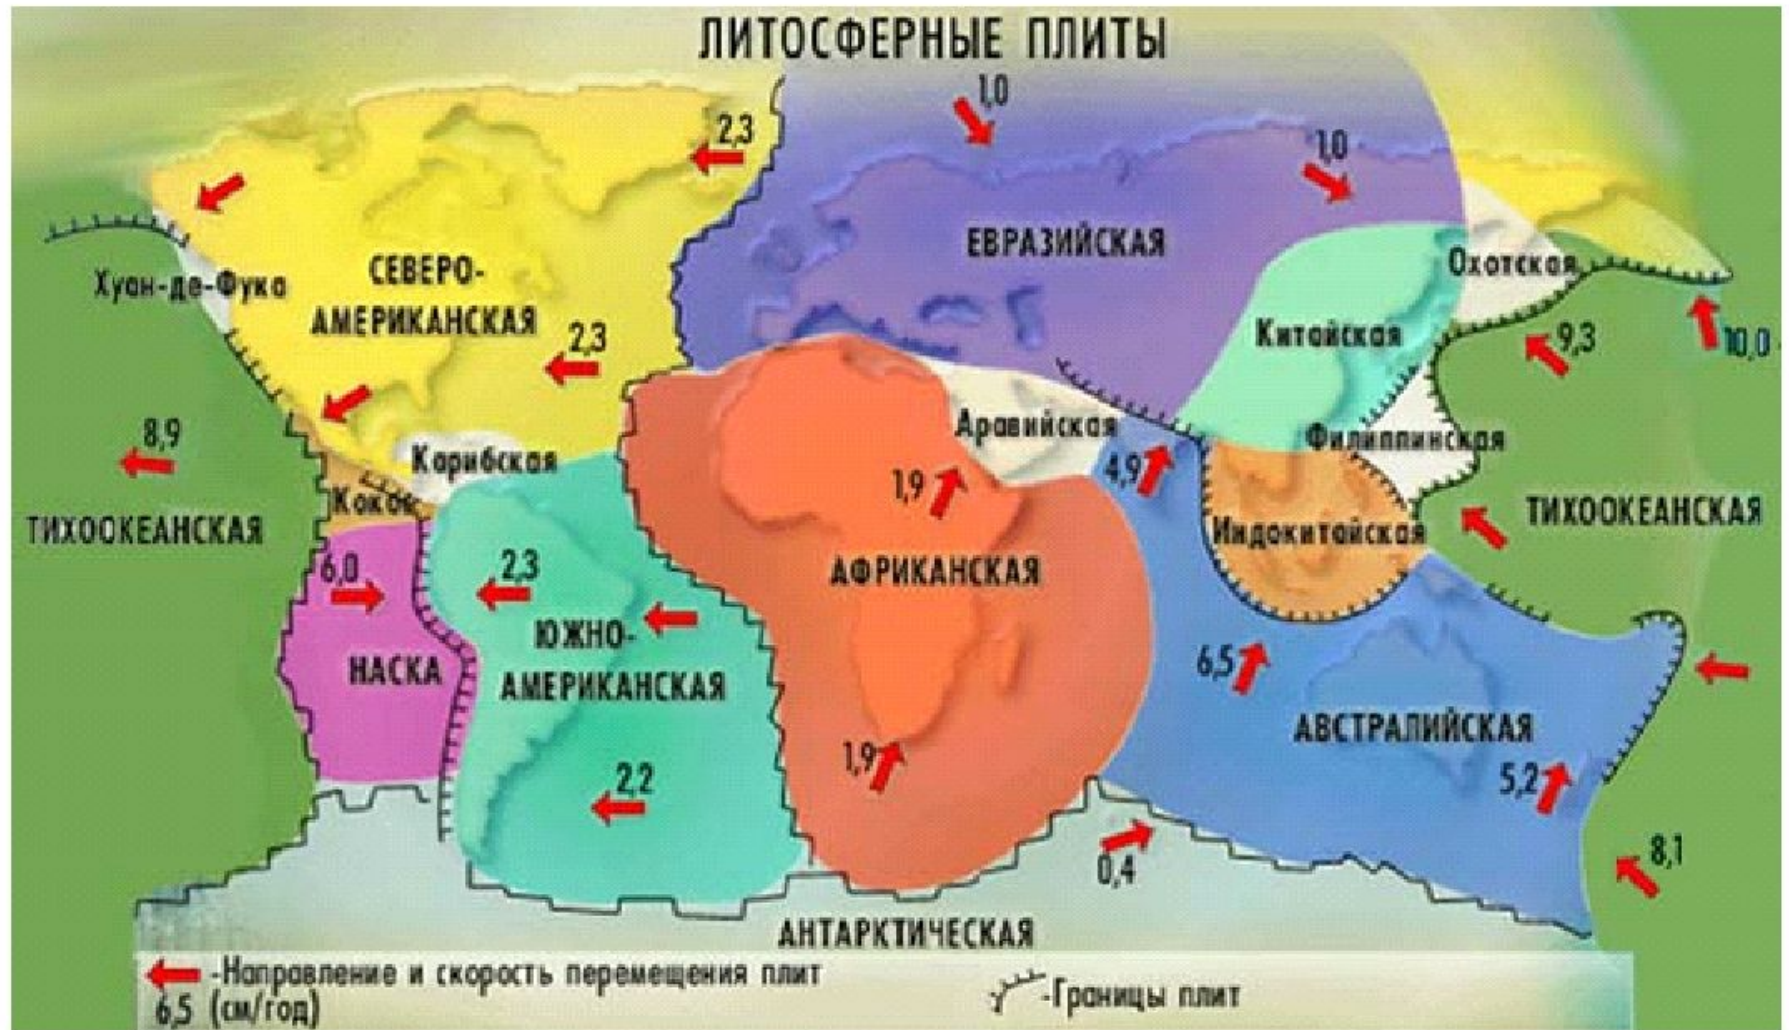 ЛИТОСФЕРНЫЕ ПЛИТЫ
1,0
2,3
1,0
ЕВРАЗИЙСКАЯ
Охотская
Хуан-де-Фука
СЕВЕРО-
АМЕРИКАНСКАЯ
2,3
Китайская
9,3
10,0
8,9
Карибская
Аравийская
Филиппинская
4,9
1,9
Кокос
ТИХООКЕАНСКАЯ
ТИХООКЕАНСКАЯ
Индокитайская
6,0
2,3
АФРИКАНСКАЯ
ЮЖНО-
АМЕРИКАНСКАЯ
НАСКА
6,5
АВСТРАЛИЙСКАЯ
1,9
2,2
5,2
0,4
8,1
АНТАРКТИЧЕСКАЯ
-Направление и скорость перемещения плит
6,5 (см/год)
-Границы плит